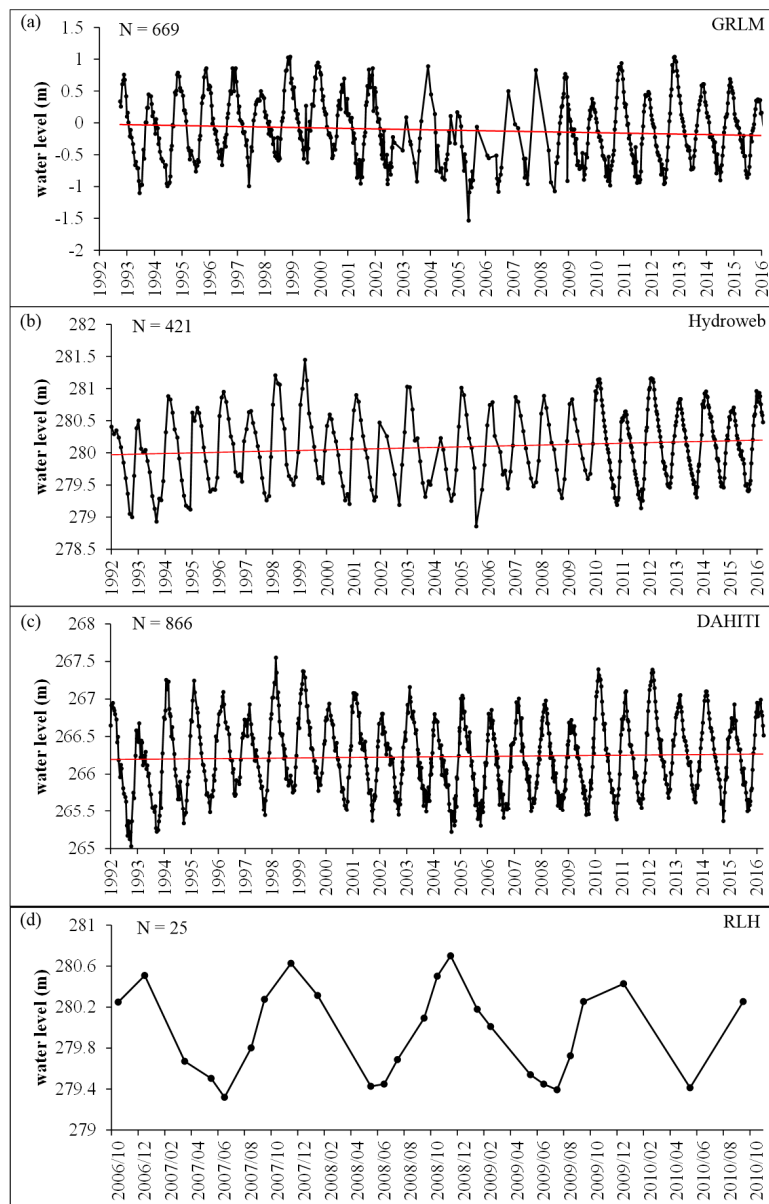 (a)
N = 669
GRLM
water level (m)
1.5
1
0.5
0
-0.5
-1
-1.5
-2
1992 1993 1994 1995 1996 1997 1998 1999 2000 2001 2002 2003 2004 2005 2006 2007 2008 2009 2010 2011 2012 2013 2014 2015 2016
(b)
N = 421
Hydroweb
water level (m)
282
281.5
281
280.5
280
279.5
279
278.5
1992 1993 1994 1995 1996 1997 1998 1999 2000 2001 2002 2003 2004 2005 2006 2007 2008 2009 2010 2011 2012 2013 2014 2015 2016
(c)
N = 866
DAHITI
water level (m)
268
267.5
267
266.5
266
265.5
265
1992 1993 1994 1995 1996 1997 1998 1999 2000 2001 2002 2003 2004 2005 2006 2007 2008 2009 2010 2011 2012 2013 2014 2015 2016
(d)
N = 25
RLH
water level (m)
281
280.6
280.2
279.8
279.4
279
2006/10 2006/12 2007/02 2007/04 2007/06 2007/08 2007/10 2007/12 2008/02 2008/04 2008/06 2008/08 2008/10 2008/12 2009/02 2009/04 2009/06 2009/08 2009/10 2009/12 2010/02 2010/04 2010/06 2010/08 2010/10